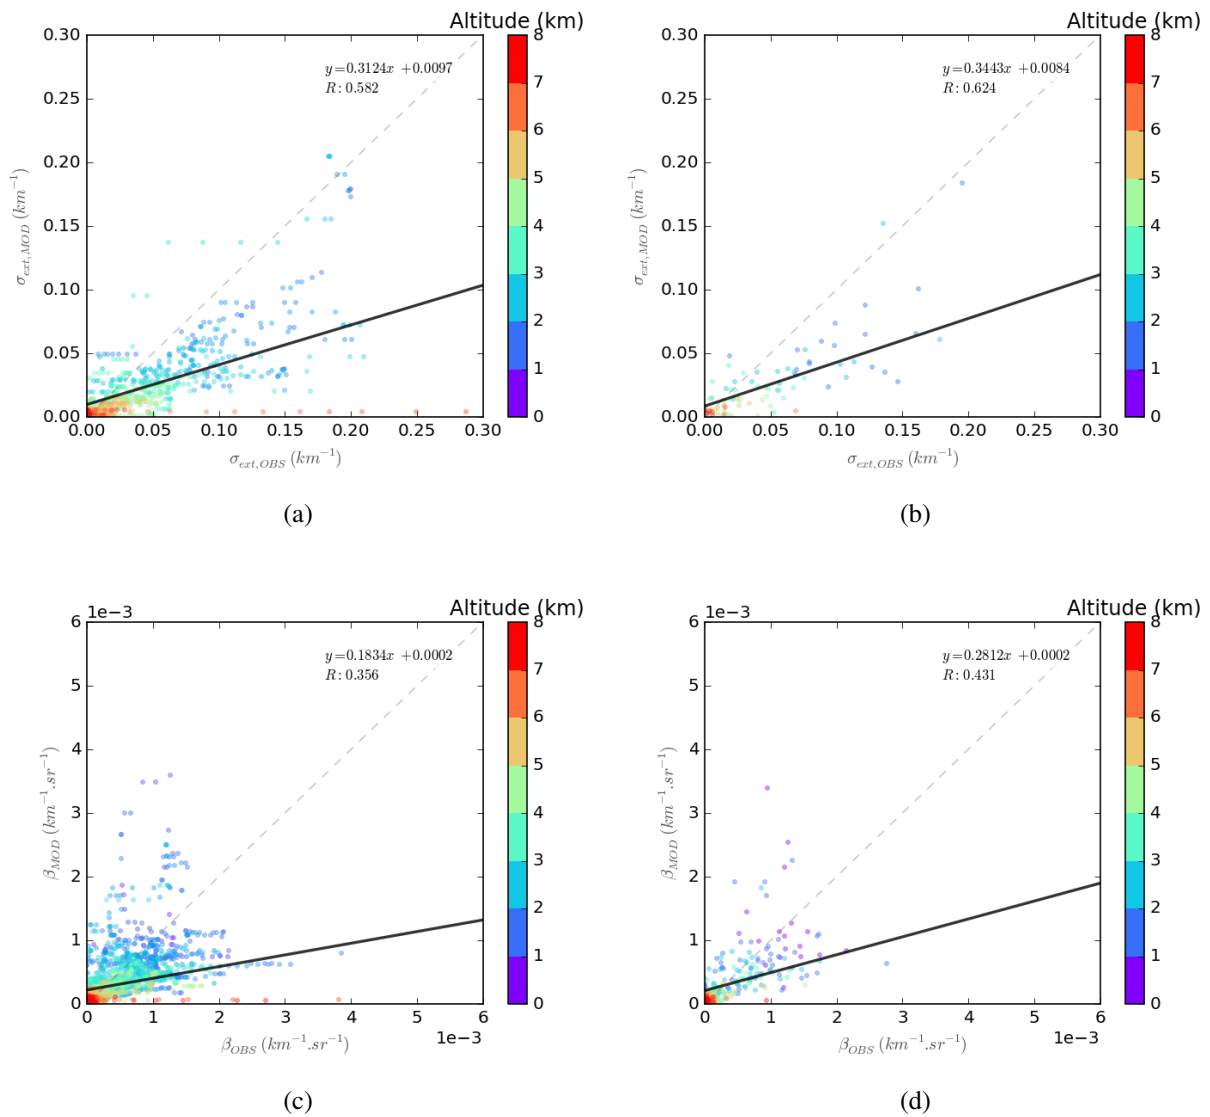 Altitude (km)
0.30
0.25
0.20
0.15
0.10
0.05
0.00
0.00 0.05 0.10 0.15 0.20 0.25 0.30
σext,MOD (km−1)
σext,OBS (km−1)
y=0.3124x +0.0097
R: 0.582
8
7
6
5
4
3
2
1
0
(a)
Altitude (km)
0.30
0.25
0.20
0.15
0.10
0.05
0.00
0.00 0.05 0.10 0.15 0.20 0.25 0.30
σext,MOD (km−1)
σext,OBS (km−1)
y=0.3443x +0.0084
R: 0.624
8
7
6
5
4
3
2
1
0
(b)
1e−3
Altitude (km)
6
5
4
3
2
1
0
0 1 2 3 4 5 6
1e−3
βMOD (km−1.sr−1)
βOBS (km−1.sr−1)
y=0.1834x +0.0002
R: 0.356
8
7
6
5
4
3
2
1
0
(c)
1e−3
Altitude (km)
6
5
4
3
2
1
0
0 1 2 3 4 5 6
1e−3
βMOD (km−1.sr−1)
βOBS (km−1.sr−1)
y=0.2812x +0.0002
R: 0.431
8
7
6
5
4
3
2
1
0
(d)